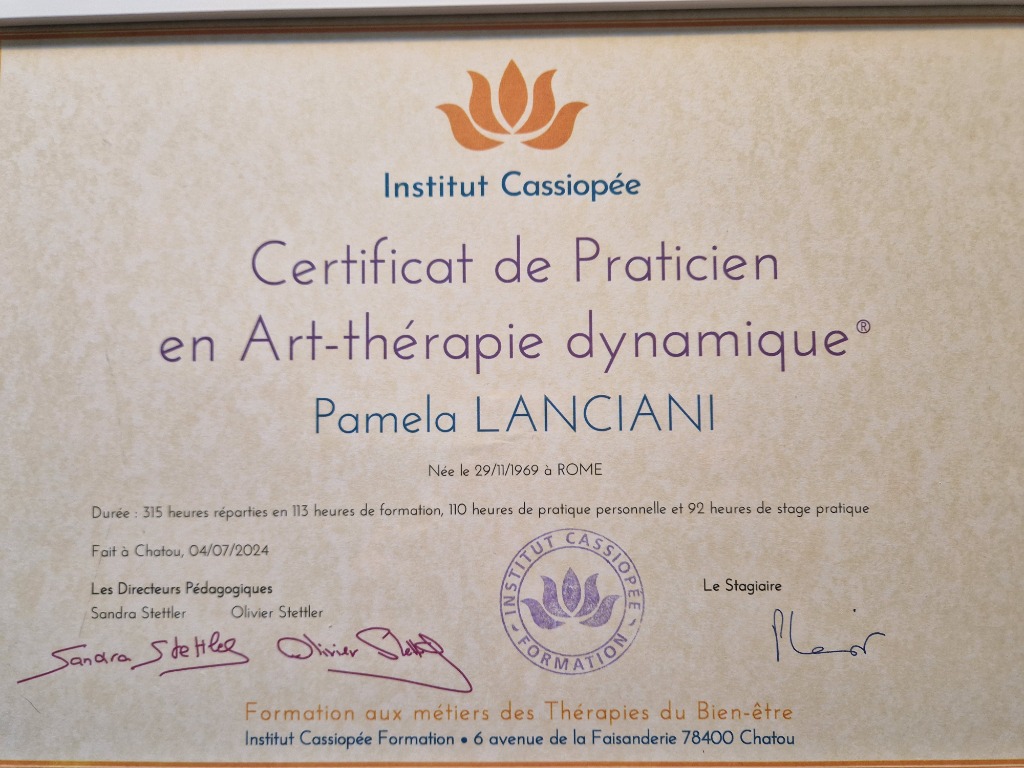 Institut Cassiopée
Certificat de Praticien
en Art-thérapie dynamique®
Pamela LANCIANI
Née le 29/11/1969 à ROME
Durée : 315 heures réparties en 113 heures de formation, 110 heures de pratique personnelle et 92 heures de stage pratique
Fait à Chatou, 04/07/2024
Les Directeurs Pédagogiques
Sandra Stettler Olivier Stettler
Sandra Stettler Olivier Stettler
INSTITUT CASSIOPÉE
FORMATION
Le Stagiaire
Formation aux métiers des Thérapies du Bien-être
Institut Cassiopée Formation • 6 avenue de la Faisanderie 78400 Chatou